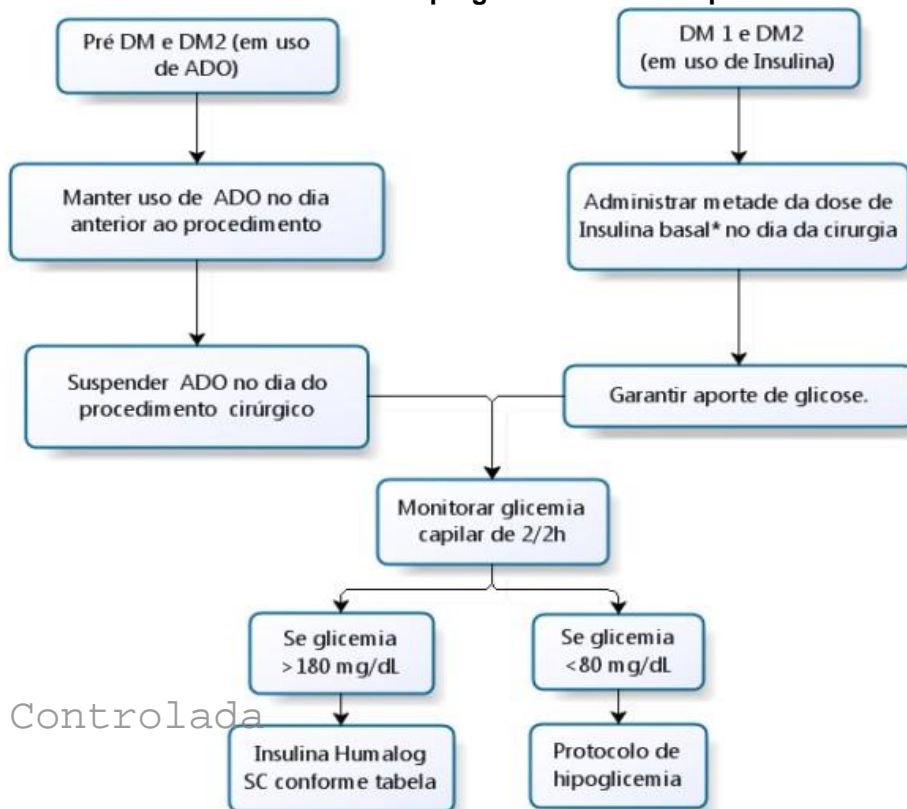 Pré DM e DM2 (em uso
de ADO)
DM 1 e DM2
(em uso de Insulina)
Manter uso de ADO no dia
anterior ao procedimento
Administrar metade da dose de
Insulina basal* no dia da cirurgia
Suspender ADO no dia do
procedimento cirúrgico
Garantir aporte de glicose.
Monitorar glicemia
capilar de 2/2h
Se glicemia
>180 mg/dL
Se glicemia
<80 mg/dL
Controlada
Insulina Humalog
SC conforme tabela
Protocolo de
hipoglicemia